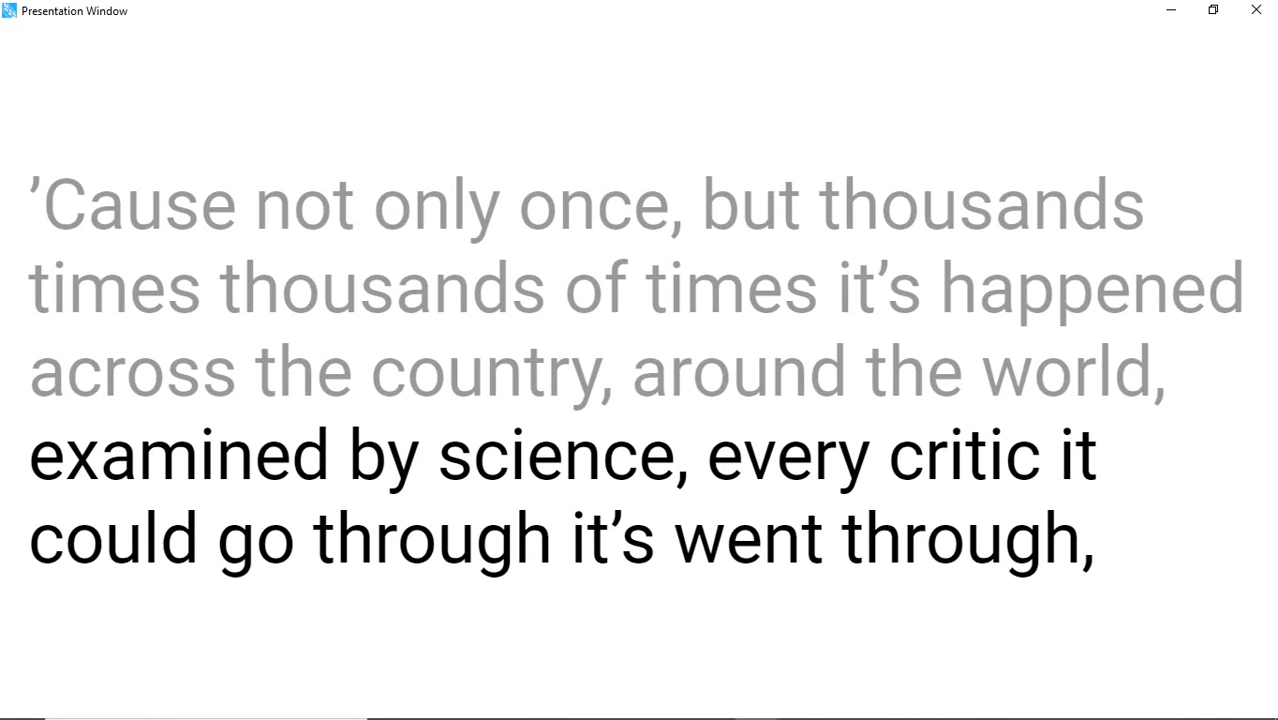 Presentation Window
’Cause not only once, but thousands
times thousands of times it’s happened
across the country, around the world,
examined by science, every critic it
could go through it’s went through,